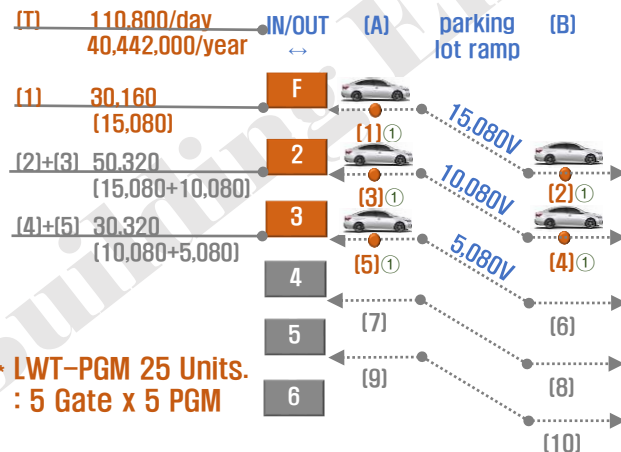 (T) 110,800/day IN/OUT (A) parking (B)
40,442,000/year ↔ lot ramp
(1) 30.160 F
(15,080) (1)① 15,080V
(2)+(3) 50.320 2
(15,080+10,080) (3)① 10,080V (2)①
(4)+(5) 30.320 3
(10,080+5,080) (5)① 5,080V (4)①
4 (7) (6)
5 (9) (8)
* LWT-PGM 25 Units.
: 5 Gate x 5 PGM 6
(10)